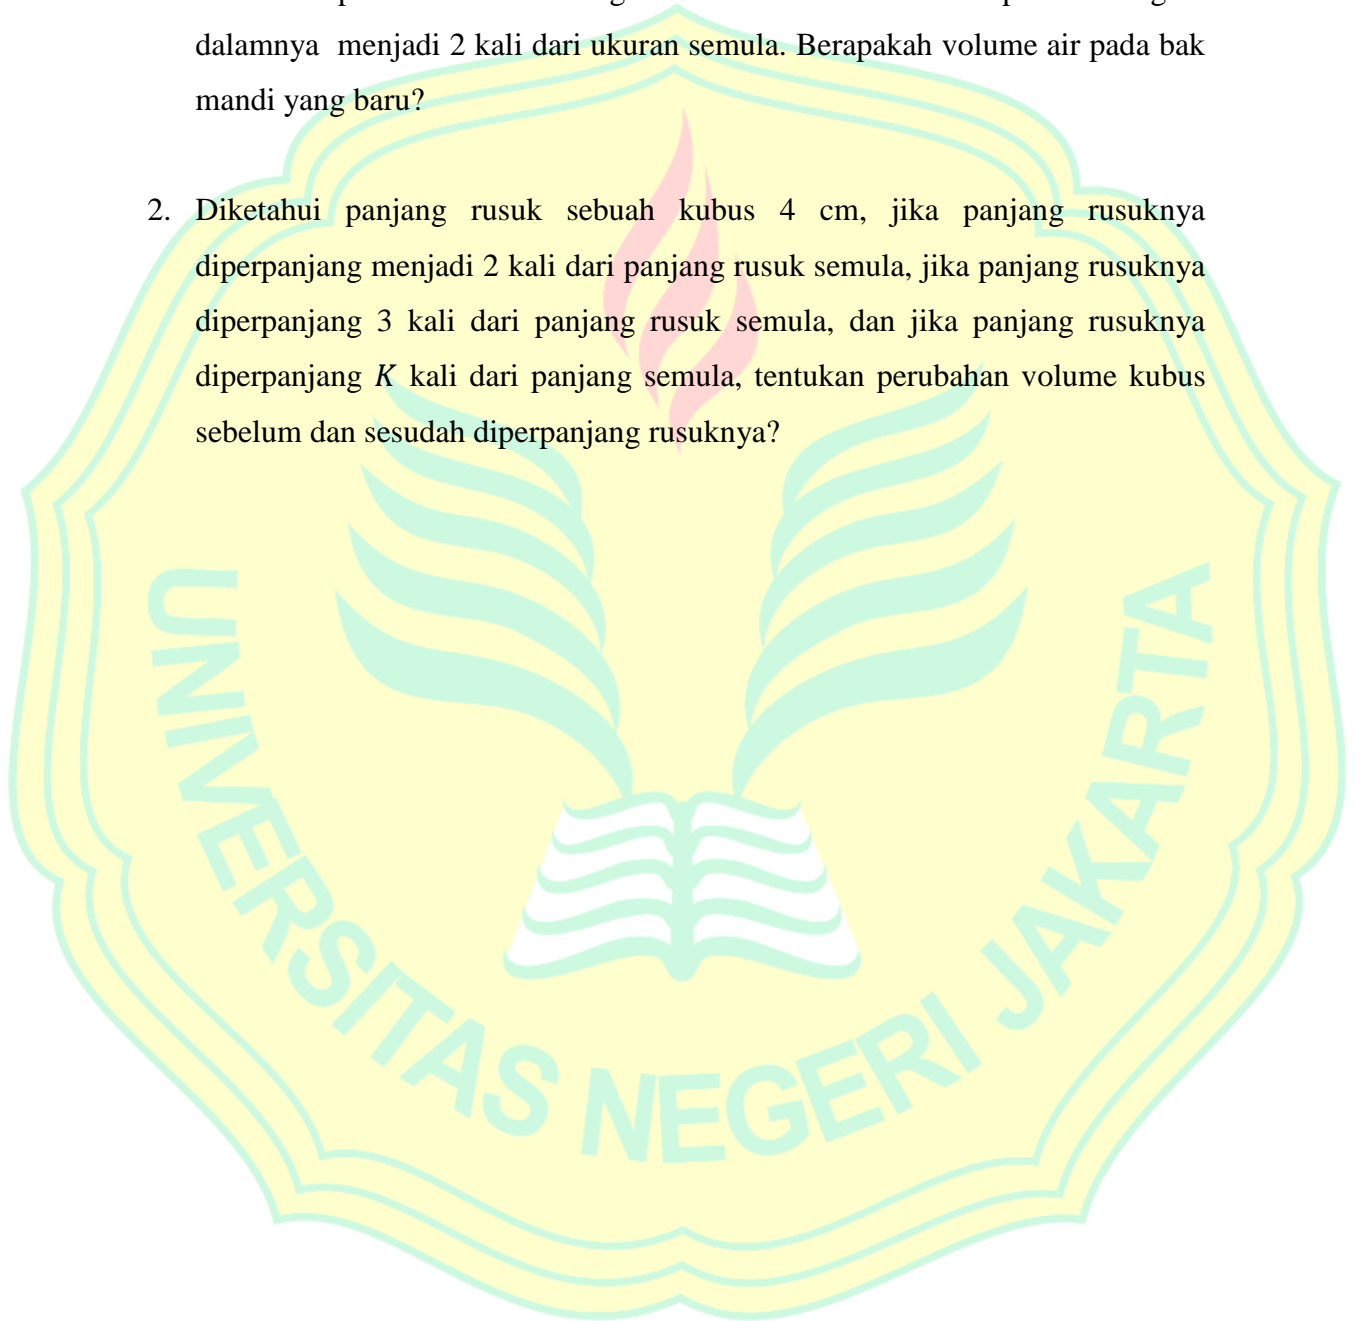 dalamnya menjadi 2 kali dari ukuran semula. Berapakah volume air pada bak
mandi yang baru?
2. Diketahui panjang rusuk sebuah kubus 4 cm, jika panjang rusuknya
diperpanjang menjadi 2 kali dari panjang rusuk semula, jika panjang rusuknya
diperpanjang 3 kali dari panjang rusuk semula, dan jika panjang rusuknya
diperpanjang K kali dari panjang semula, tentukan perubahan volume kubus
sebelum dan sesudah diperpanjang rusuknya?
UNIVERSITAS NEGERI JAKARTA